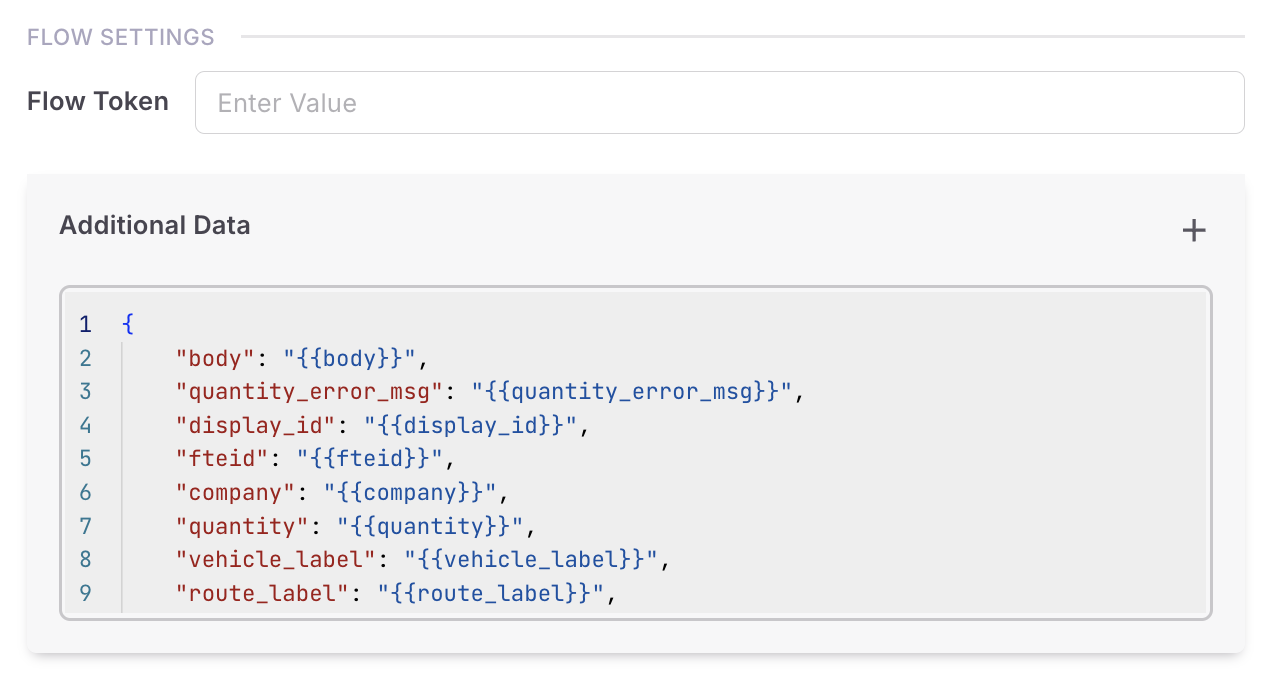 FLOW SETTINGS
Flow Token Enter Value
Additional Data +
1 {
2 "body": "{{body}}",
3 "quantity_error_msg": "{{quantity_error_msg}}",
4 "display_id": "{{display_id}}",
5 "fteid": "{{fteid}}",
6 "company": "{{company}}",
7 "quantity": "{{quantity}}",
8 "vehicle_label": "{{vehicle_label}}",
9 "route_label": "{{route_label}}",